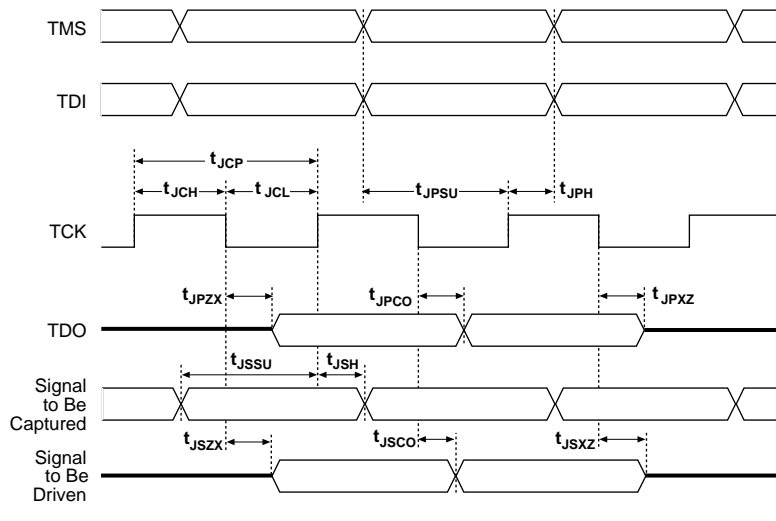 TMS
TDI
tJCP
tJCH
tJCL
tJPSU
tJPH
TCK
tJPZX
tJPCO
tJPXZ
TDO
tJSSU
tJSH
Signal
to Be
Captured
tJSZX
tJSCO
tJSXZ
Signal
to Be
Driven